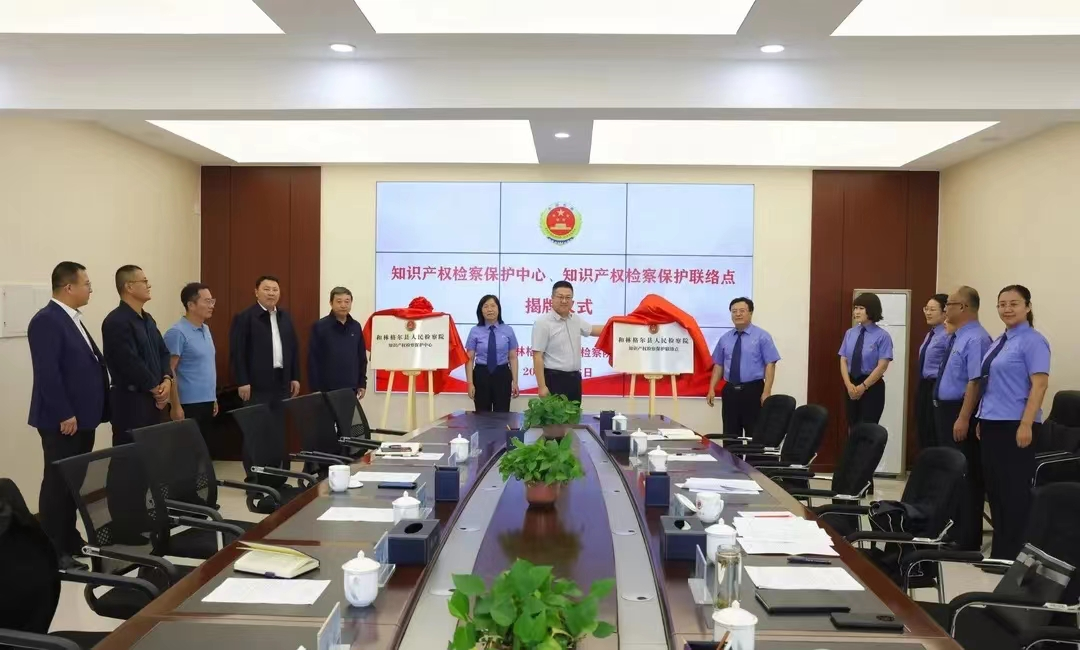 知识产权检察保护中心、知识产权检察保护联络点
揭牌仪式
和林格尔县人民检察院
知识产权检察保护中心
和林格尔县人民检察院
知识产权检察保护联络点